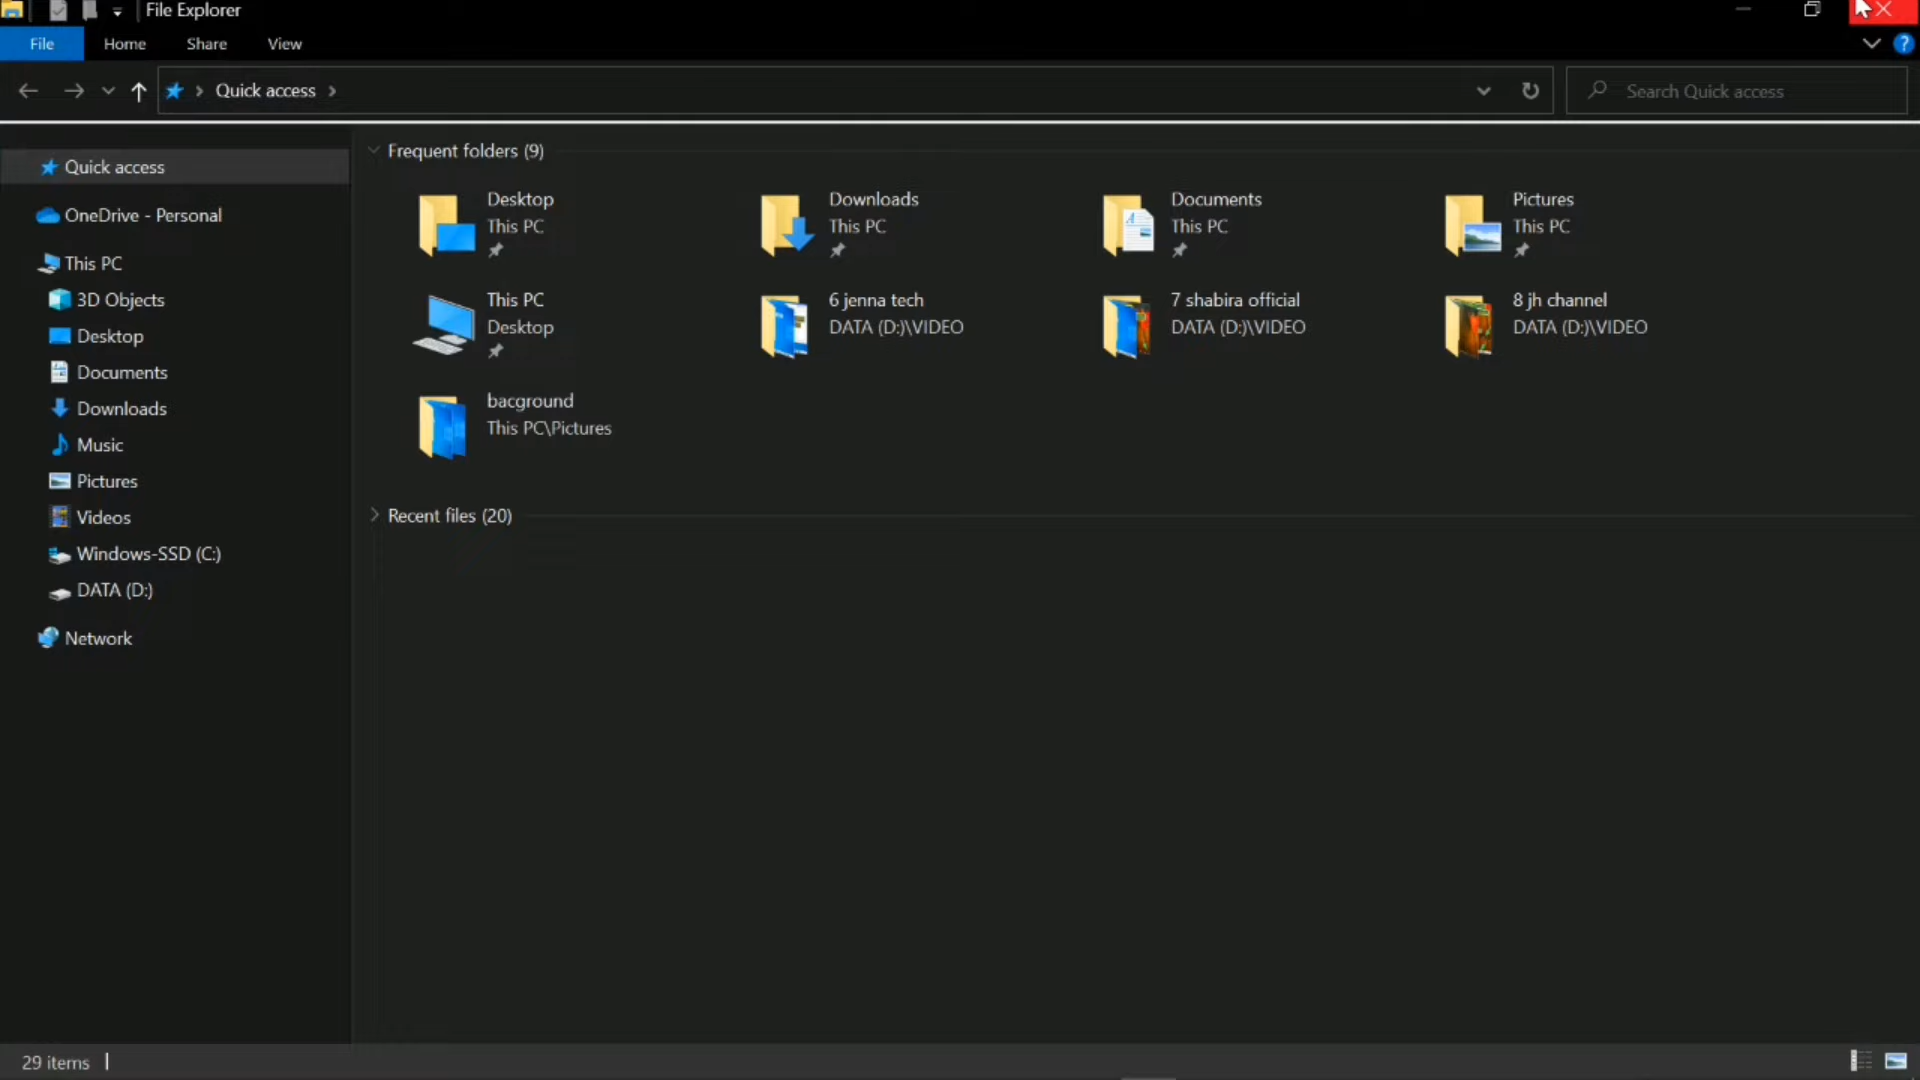 File Explorer
File Home Share View
Quick access
Search Quick access
Quick access
OneDrive - Personal
This PC
3D Objects
Desktop
Documents
Downloads
Music
Pictures
Videos
Windows-SSD (C:)
DATA (D:)
Network
Frequent folders (9)
Desktop
This PC
Downloads
This PC
Documents
This PC
Pictures
This PC
This PC
Desktop
6 jenna tech
DATA (D:)\VIDEO
7 shabira official
DATA (D:)\VIDEO
8 jh channel
DATA (D:)\VIDEO
bacground
This PC\Pictures
Recent files (20)
29 items